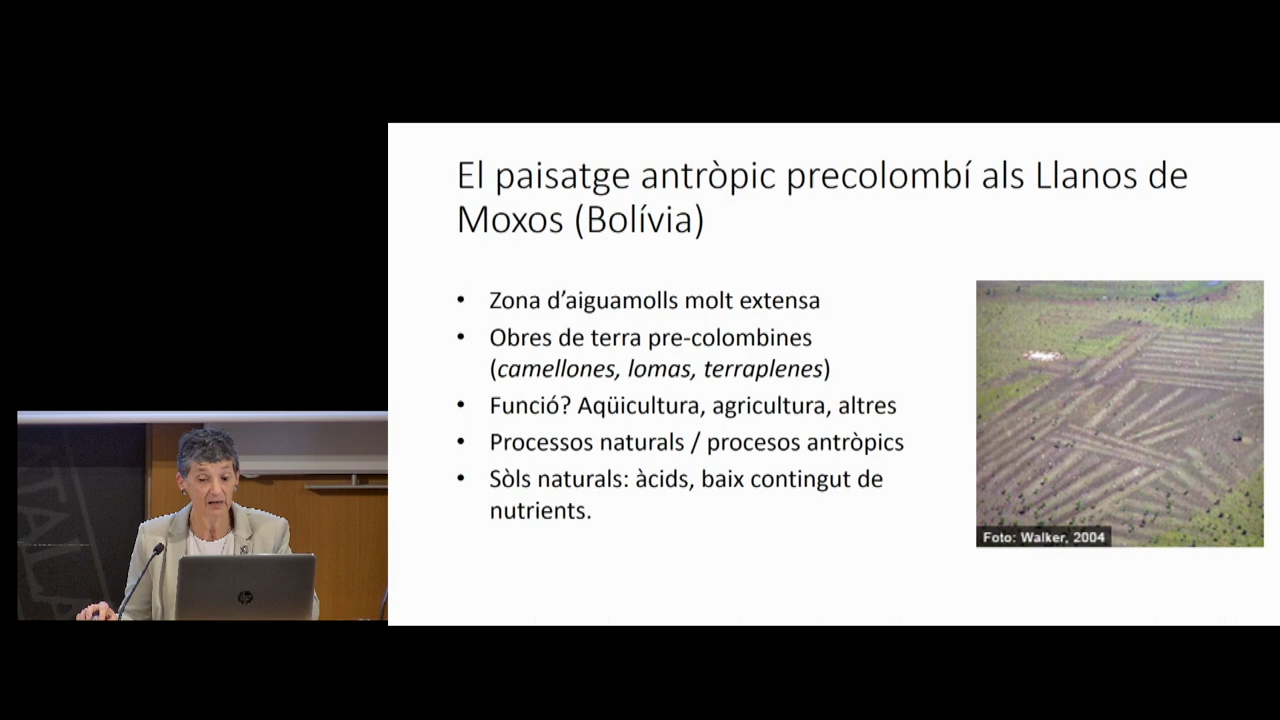 El paisatge antròpic precolombí als Llanos de
Moxos (Bolívia)
• Zona d’aiguamolls molt extensa
• Obres de terra pre-colombines
(camellones, lomas, terraplenes)
• Funció? Aqüicultura, agricultura, altres
• Processos naturals / procesos antròpics
• Sòls naturals: àcids, baix contingut de
nutrients.
Foto: Walker, 2004
hp